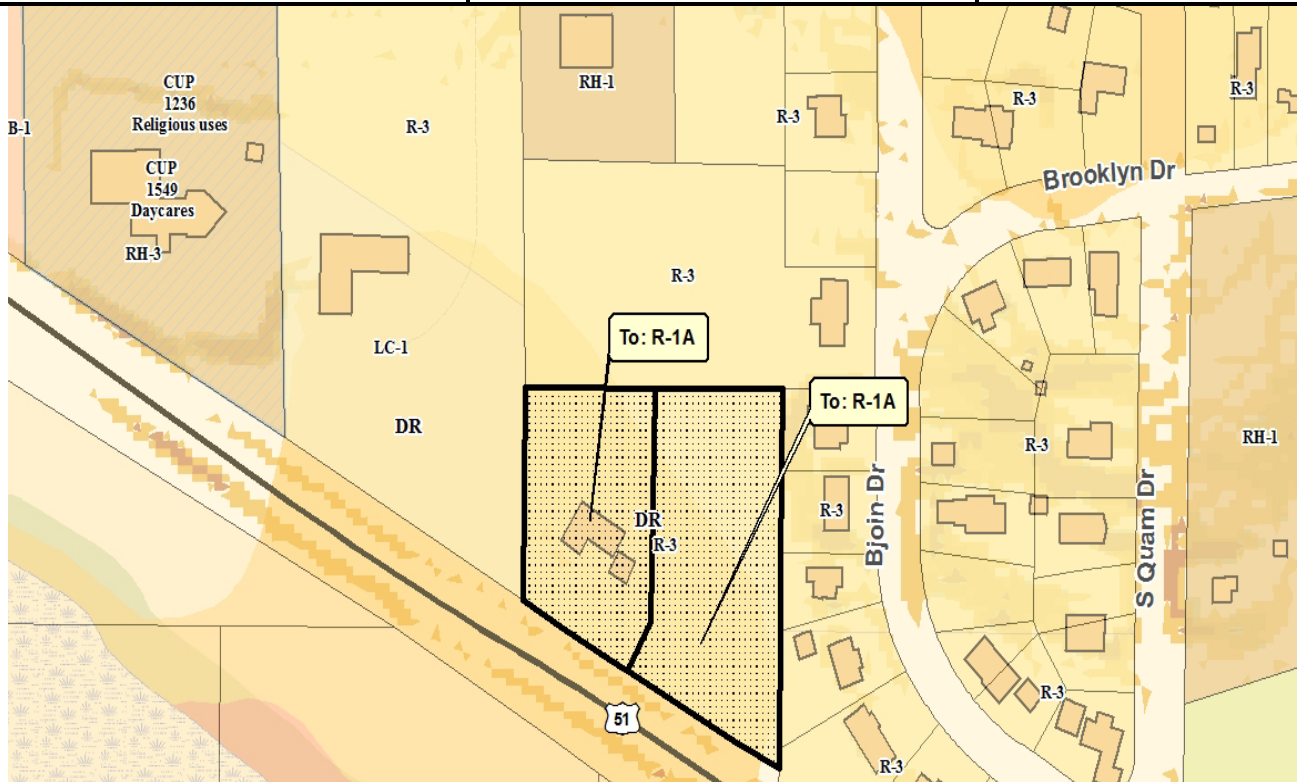 CUP
1236
Religious uses
B-1
CUP
1549
Daycares
RH-3
R-3
RH-1
R-3
R-3
R-3
Brooklyn Dr
R-3
LC-1
DR
To: R-1A
To: R-1A
DR
R-3
R-3
Bjoin Dr
R-3
S Quam Dr
RH-1
51
R-3
R-3